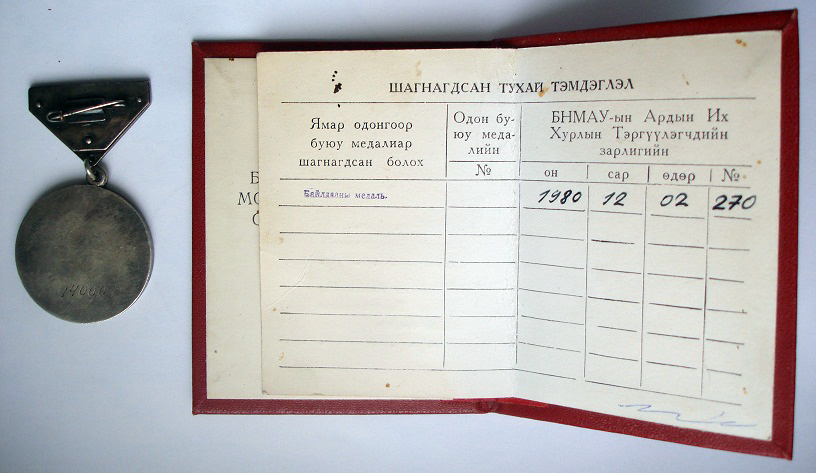 ШАГНАГДСАН ТУХАЙ ТЭМДЭГЛЭЛ
Ямар одонгоор
буюу медалиар
шагнагдсан болох
Одон бу-
юу меда-
лийн
№
БНМАУ-ын Ардын Их
Хурлын Тэргүүлэгчдийн
зарлигийн
он сар өдөр №
Байлдааны медаль.
1980 12 02 270
Б
МО